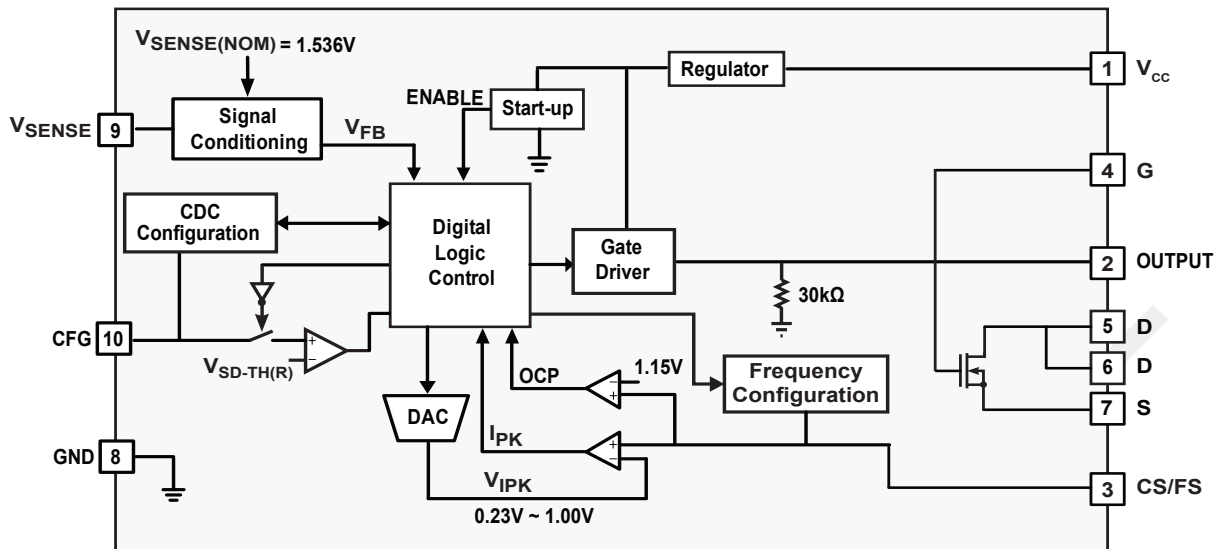 VSENSE(NOM) = 1.536V
Regulator
1
VCC
ENABLE
Start-up
VSENSE
9
Signal
Conditioning
VFB
4
G
CDC
Configuration
Digital
Logic
Control
Gate
Driver
2
OUTPUT
30kΩ
CFG
10
5
D
VSD-TH(R)
+
−
OCP
1.15V
−
+
Frequency
Configuration
6
D
7
S
DAC
IPK
+
−
GND
8
VIPK
0.23V ~ 1.00V
3
CS/FS